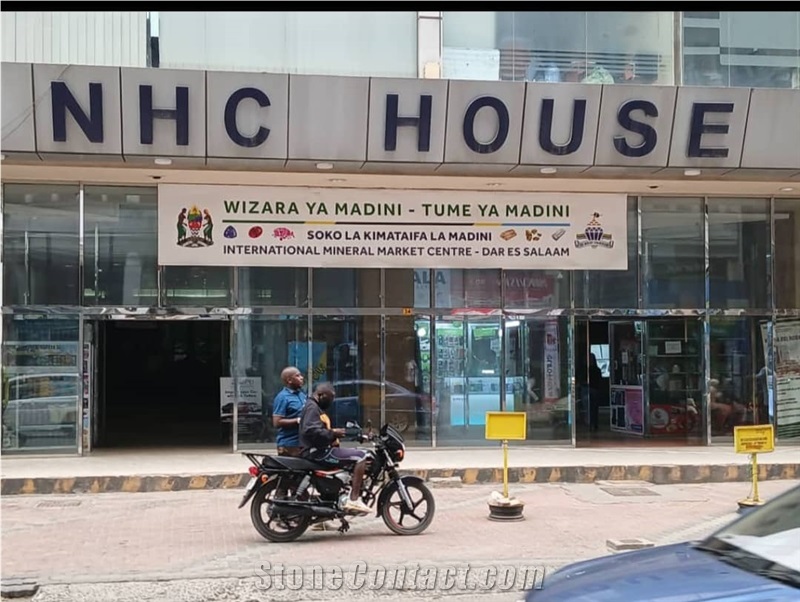 NHC HOUSE
WIZARA YA MADINI - TUME YA MADINI
SOKO LA KIMATAIFA LA MADINI
INTERNATIONAL MINERAL MARKET CENTRE - DAR ES SALAAM
StoneContact.com